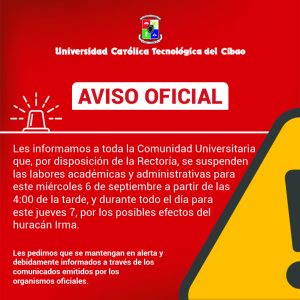 Universidad Católica Tecnológica del Cibao
AVISO OFICIAL
Les informamos a toda la Comunidad Universitaria
que, por disposición de la Rectoría, se suspenden
las labores académicas y administrativas para
este miércoles 6 de septiembre a partir de las
4:00 de la tarde, y durante todo el día para
este jueves 7, por los posibles efectos del
huracán Irma.
Les pedimos que se mantengan en alerta y
debidamente informados a través de los
comunicados emitidos por los
organismos oficiales.